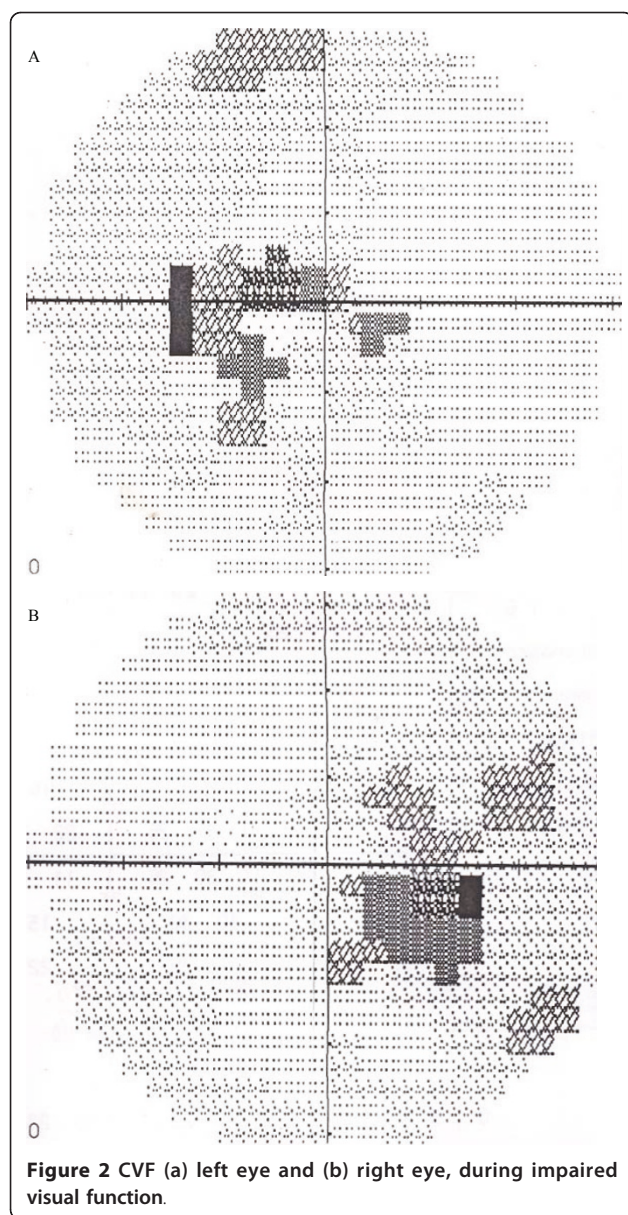 A
0
B
0
Figure 2 CVF (a) left eye and (b) right eye, during impaired
visual function.